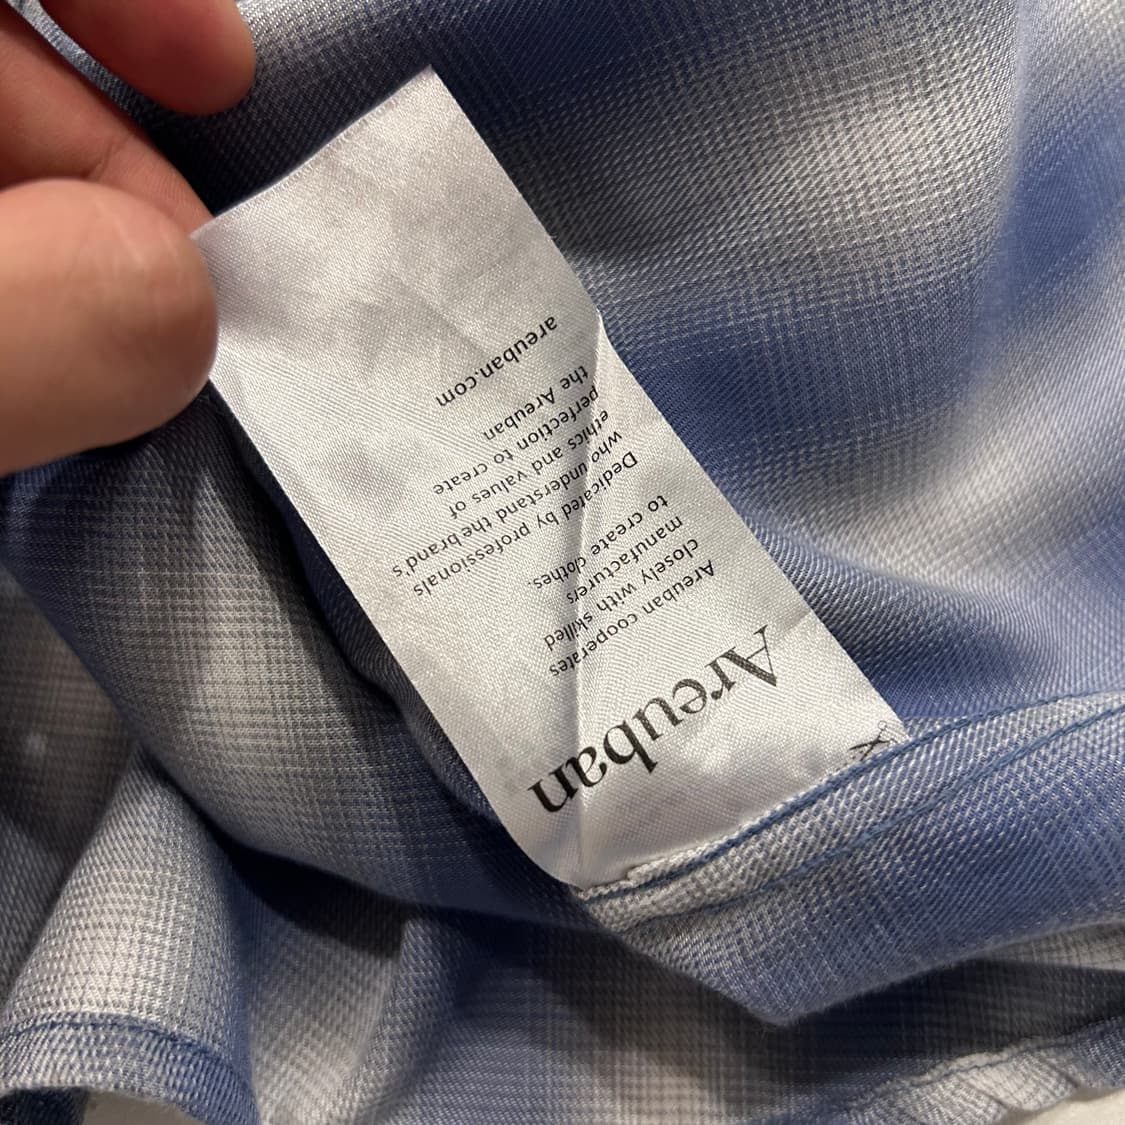 Areuban
Areuban cooperates
closely with skilled
manufacturers
to create clothes.
Dedicated by professionals
who understand the brand's
ethics and values of
perfection to create
the Areuban
areuban.com